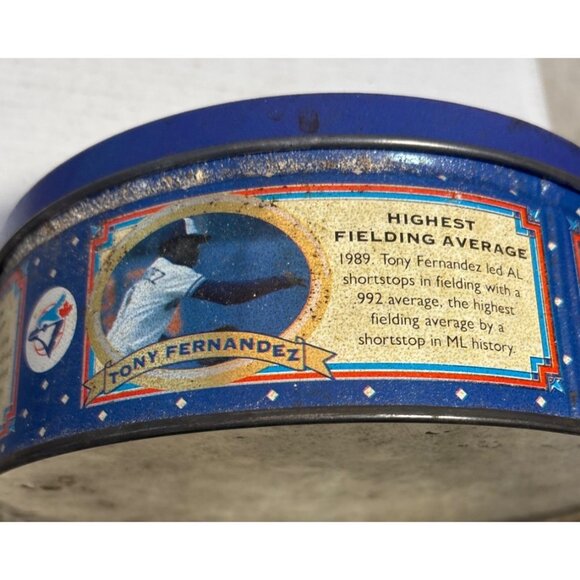 HIGHEST
FIELDING AVERAGE
1989. Tony Fernandez led AL
shortstops in fielding with a
992 average, the highest
fielding average by a
shortstop in ML history.
TONY FERNANDEZ